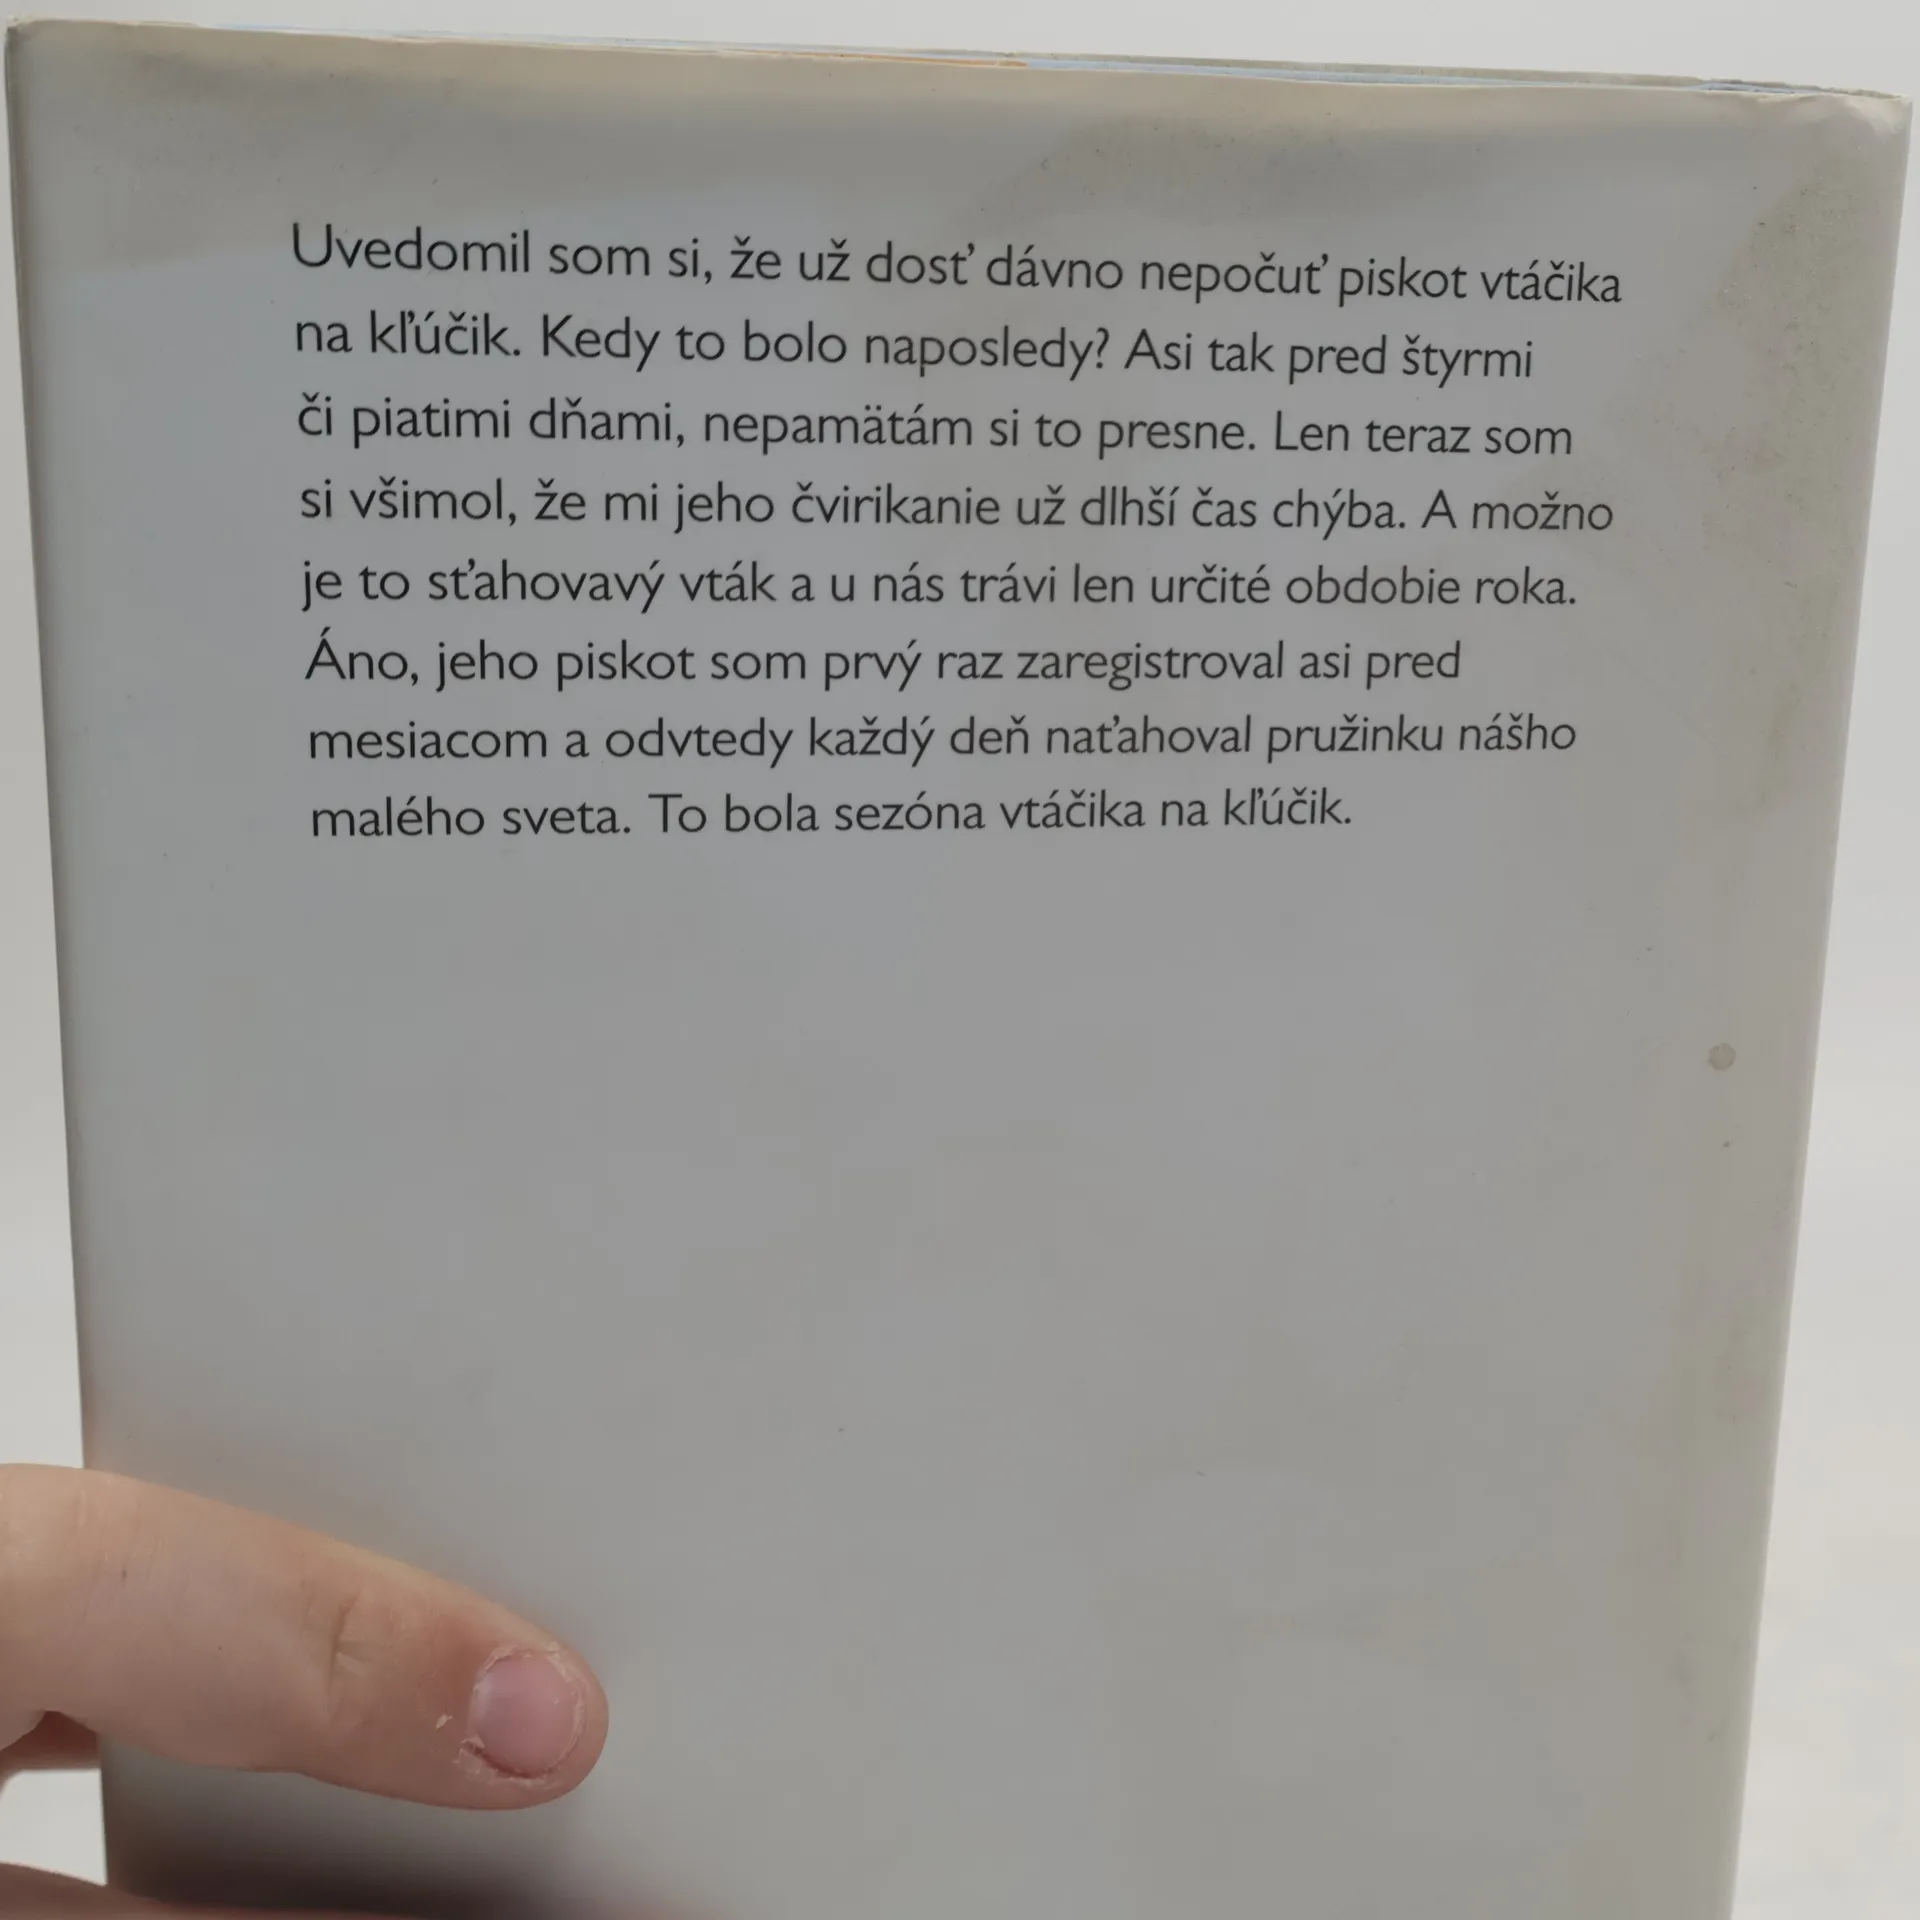 Uvedomil som si, že už dosť dávno nepočuť piskot vtáčika
na kľúčik. Kedy to bolo naposledy? Asi tak pred štyrmi
či piatimi dňami, nepamätám si to presne. Len teraz som
si všimol, že mi jeho čvirikanie už dlhší čas chýba. A možno
je to sťahovavý vták a u nás trávi len určité obdobie roka.
Áno, jeho piskot som prvý raz zaregistroval asi pred
mesiacom a odvtedy každý deň naťahoval pružinku nášho
malého sveta. To bola sezóna vtáčika na kľúčik.